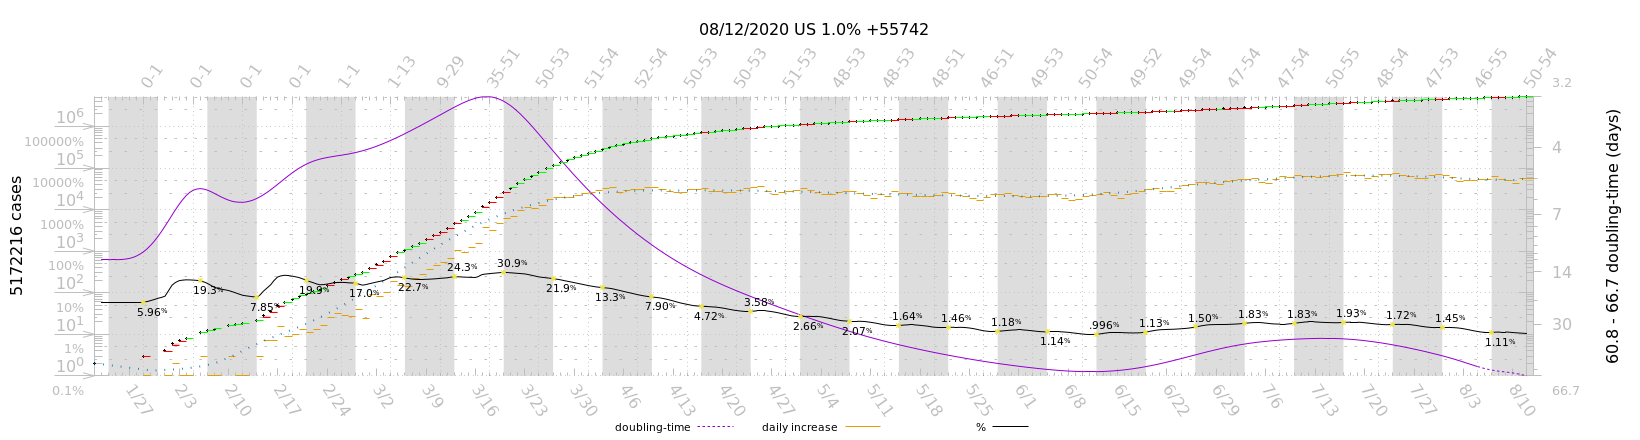 08/12/2020 US 1.0% +55742
0-1 0-1 0-1 0-1 1-1 1-13 9-29 35-51 50-53 51-54 52-54 50-53 50-53 51-53 48-53 48-53 48-51 46-51 49-53 50-54 49-52 49-54 47-54 47-54 50-55 48-54 47-53 46-55 50-54
5172216 cases
10⁶
100000%
10⁵
10000%
10⁴
1000%
10³
100%
10²
10%
10¹
1%
10⁰
0.1%
5.96% 19.3% 7.85% 19.9% 17.0% 22.7% 24.3% 30.9% 21.9% 13.3% 7.90% 4.72% 3.58% 2.66% 2.07% 1.64% 1.46% 1.18% 1.14% .996% 1.13% 1.50% 1.83% 1.83% 1.93% 1.72% 1.45% 1.11%
3.2
4
7
14
30
66.7
60.8 - 66.7 doubling-time (days)
1/27 2/3 2/10 2/17 2/24 3/2 3/9 3/16 3/23 3/30 4/6 4/13 4/20 4/27 5/4 5/11 5/18 5/25 6/1 6/8 6/15 6/22 6/29 7/6 7/13 7/20 7/27 8/3 8/10
doubling-time daily increase %